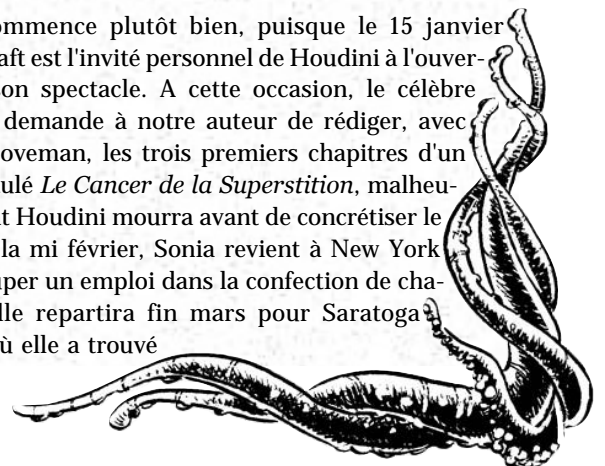 ommence plutôt bien, puisque le 15 janvier
aft est l'invité personnel de Houdini à l'ouver-
on spectacle. A cette occasion, le célèbre
demande à notre auteur de rédiger, avec
oveman, les trois premiers chapitres d'un
ulé Le Cancer de la Superstition, malheu-
t Houdini mourra avant de concrétiser le
la mi février, Sonia revient à New York
uper un emploi dans la confection de cha-
lle repartira fin mars pour Saratoga
ù elle a trouvé